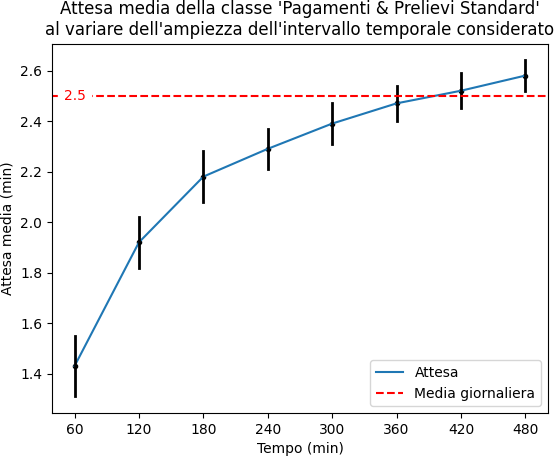 Attesa media della classe 'Pagamenti & Prelievi Standard'
al variare dell'ampiezza dell'intervallo temporale considerato
Attesa media (min)
2.6
2.5
2.4
2.2
2.0
1.8
1.6
1.4
Attesa
Media giornaliera
60 120 180 240 300 360 420 480
Tempo (min)